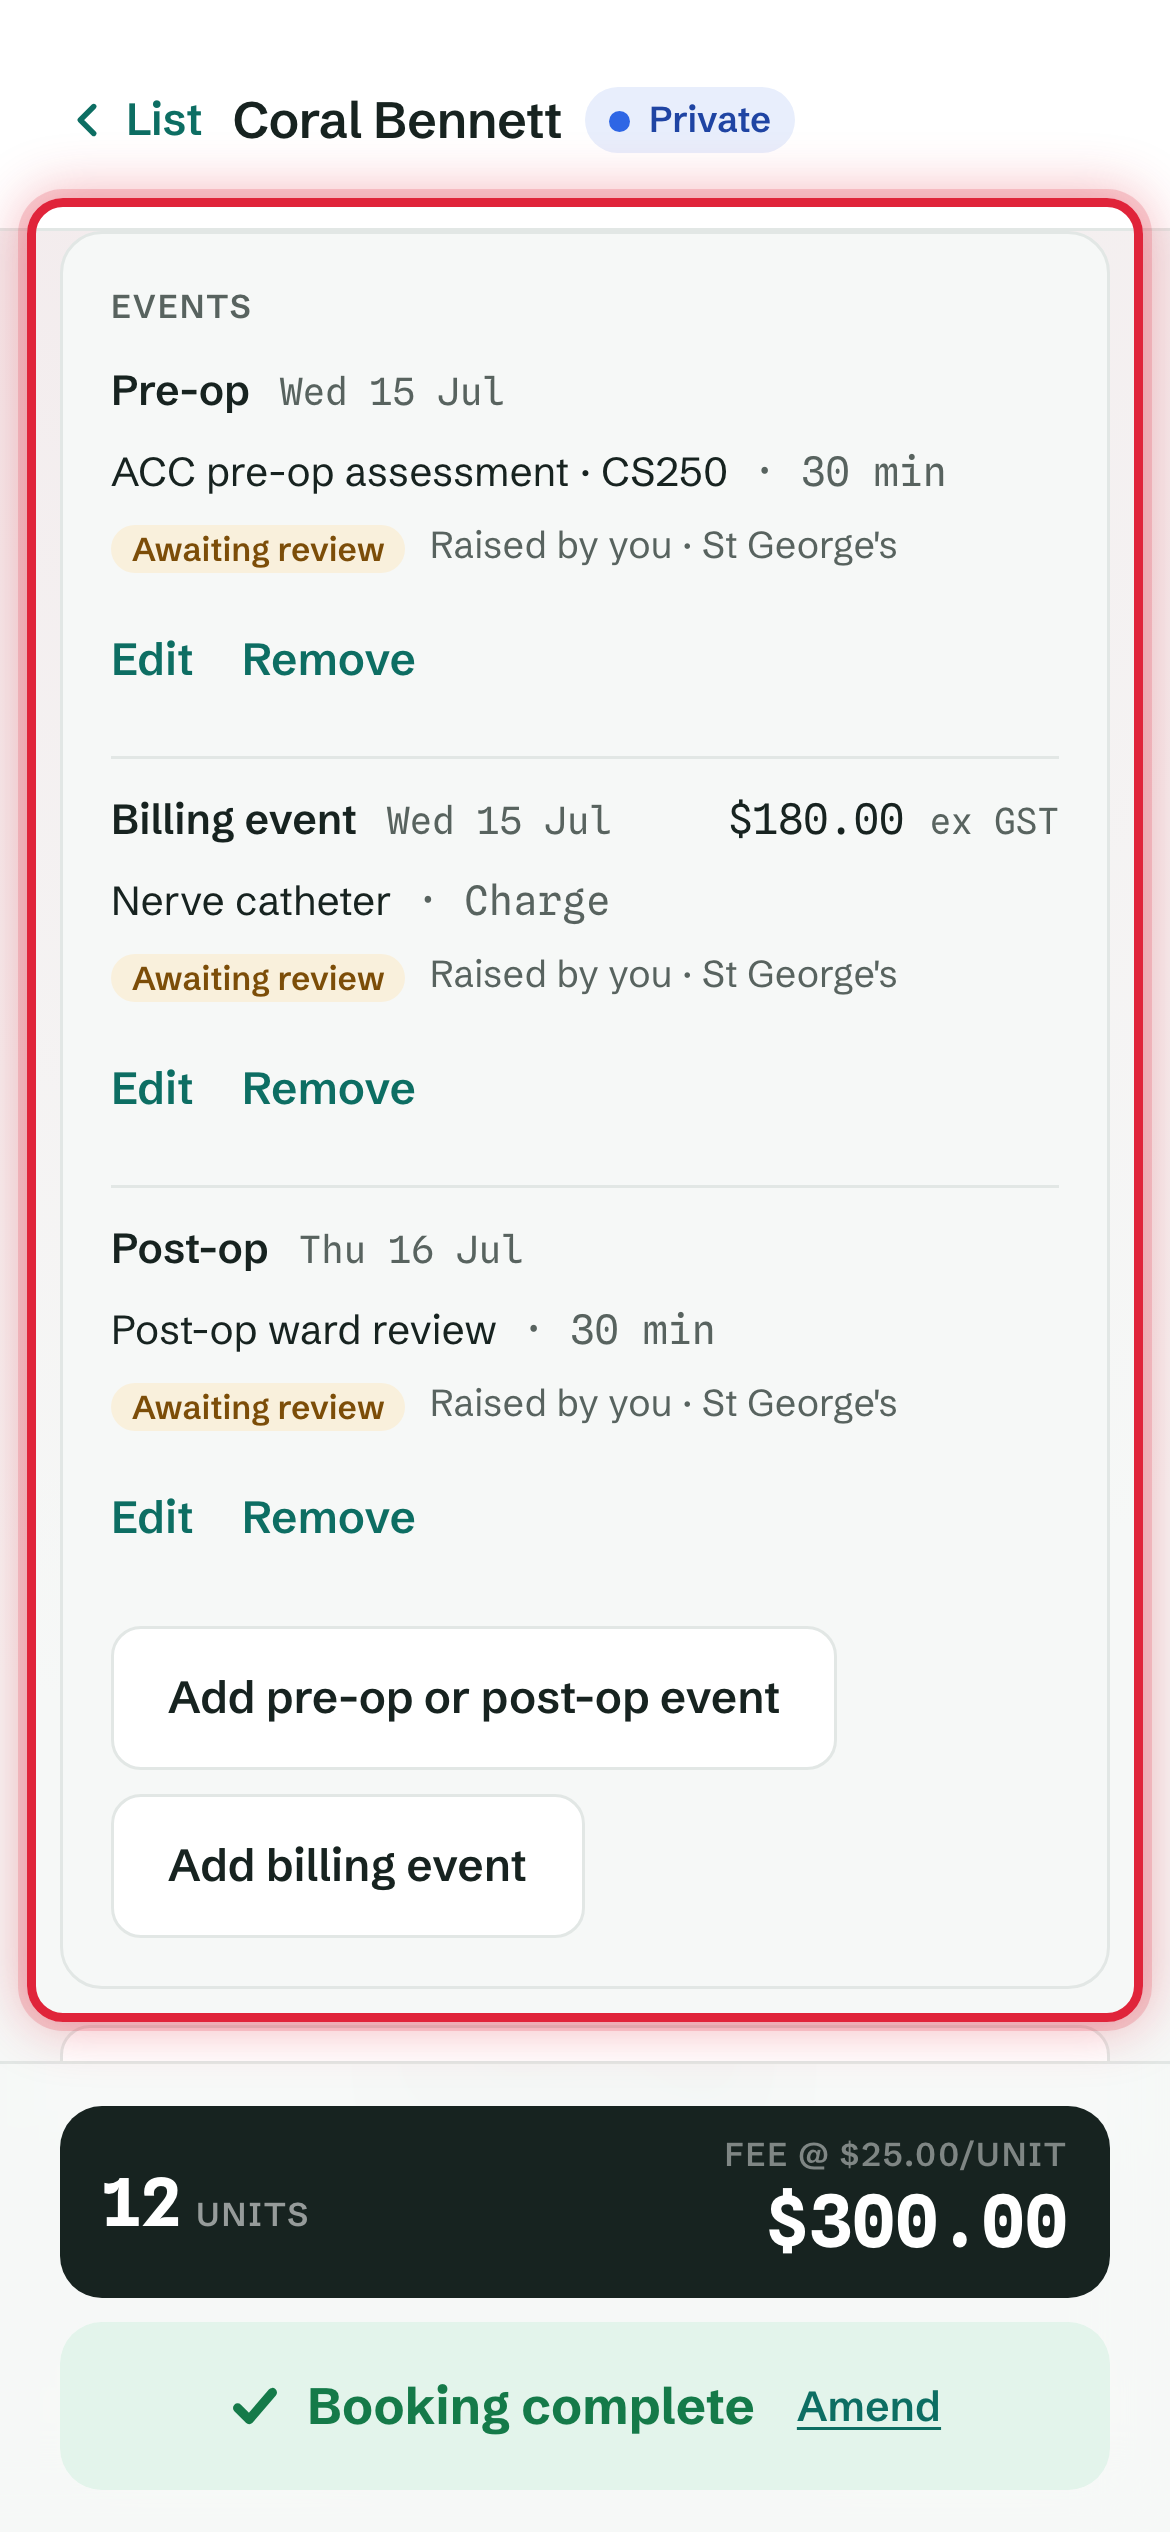 List Coral Bennett Private
EVENTS
Pre-op Wed 15 Jul
ACC pre-op assessment · CS250 · 30 min
Awaiting review Raised by you · St George's
Edit Remove
Billing event Wed 15 Jul $180.00 ex GST
Nerve catheter · Charge
Awaiting review Raised by you · St George's
Edit Remove
Post-op Thu 16 Jul
Post-op ward review · 30 min
Awaiting review Raised by you · St George's
Edit Remove
Add pre-op or post-op event
Add billing event
FEE @ $25.00/UNIT
12 UNITS $300.00
Booking complete Amend